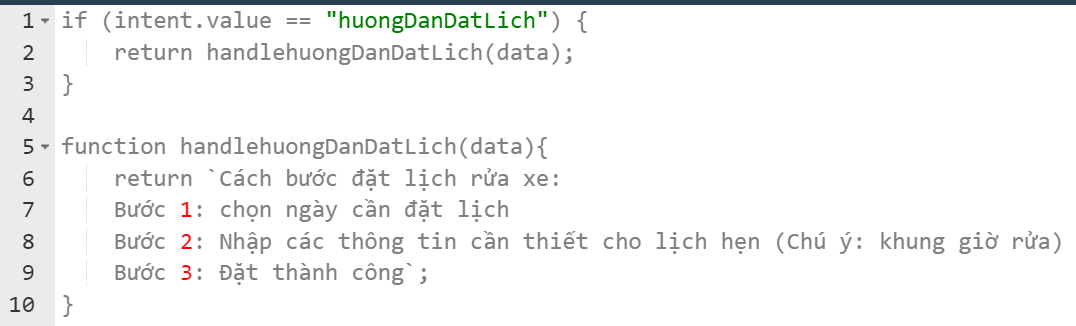 1 if (intent.value == "huongDanDatLich") {
2     return handlehuongDanDatLich(data);
3 }
4
5 function handlehuongDanDatLich(data){
6     return `Cách bước đặt lịch rửa xe:
7     Bước 1: chọn ngày cần đặt lịch
8     Bước 2: Nhập các thông tin cần thiết cho lịch hẹn (Chú ý: khung giờ rửa)
9     Bước 3: Đặt thành công`;
10 }